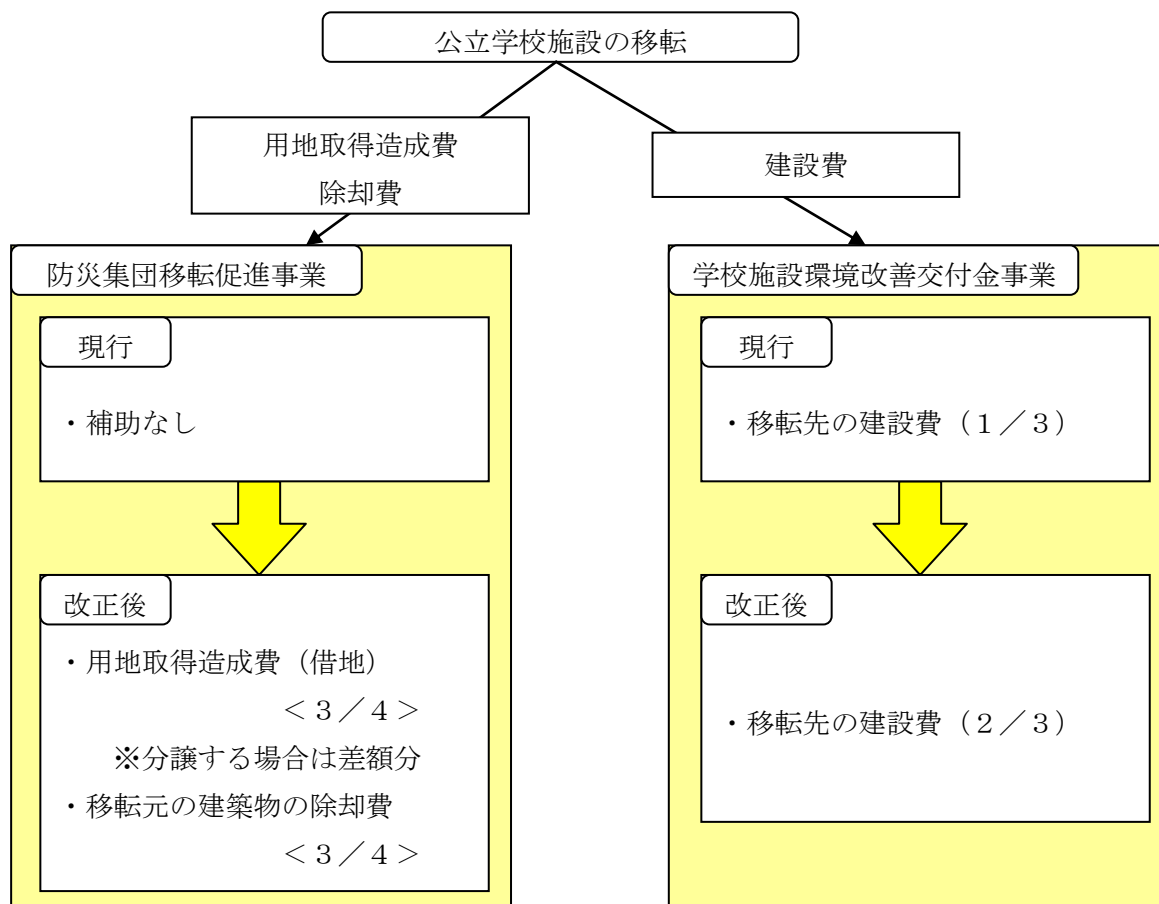 公立学校施設の移転
用地取得造成費
除却費
建設費
防災集団移転促進事業
現行
・補助なし
改正後
・用地取得造成費（借地）
＜３／４＞
※分譲する場合は差額分
・移転元の建築物の除却費
＜３／４＞
学校施設環境改善交付金事業
現行
・移転先の建設費（１／３）
改正後
・移転先の建設費（２／３）